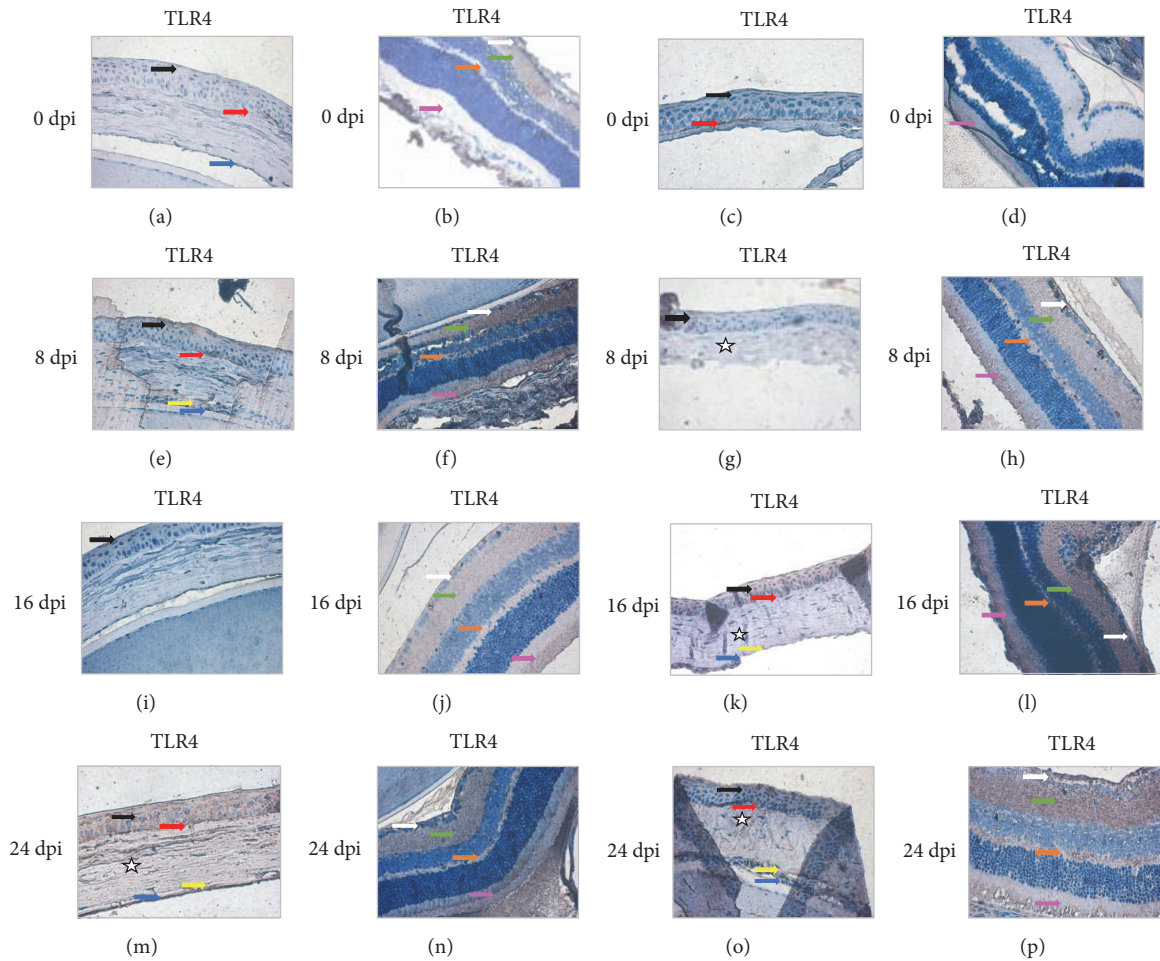 TLR4 TLR4 TLR4 TLR4
0 dpi 0 dpi 0 dpi 0 dpi
(a) (b) (c) (d)
TLR4 TLR4 TLR4 TLR4
8 dpi 8 dpi 8 dpi 8 dpi
(e) (f) (g) (h)
TLR4 TLR4 TLR4 TLR4
16 dpi 16 dpi 16 dpi 16 dpi
(i) (j) (k) (l)
TLR4 TLR4 TLR4 TLR4
24 dpi 24 dpi 24 dpi 24 dpi
(m) (n) (o) (p)